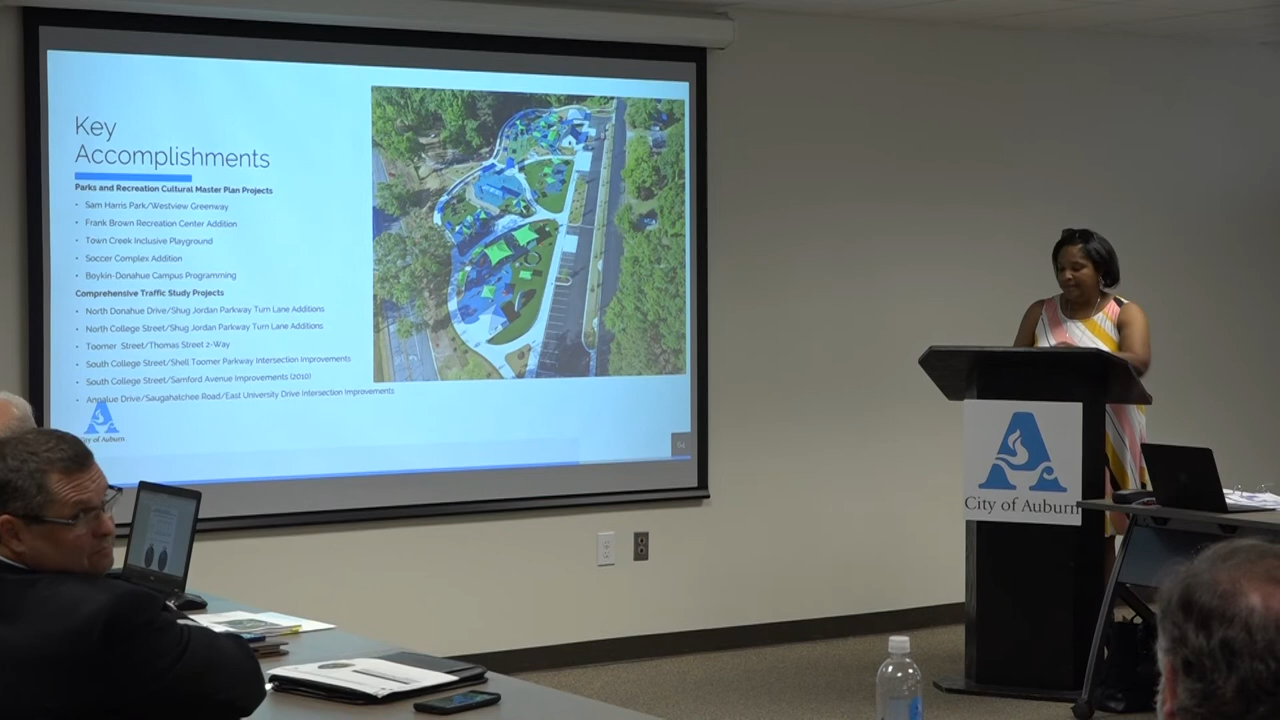 Key
Accomplishments
Parks and Recreation Cultural Master Plan Projects
• Sam Harris Park/Westview Greenway
• Frank Brown Recreation Center Addition
• Town Creek Inclusive Playground
• Soccer Complex Addition
• Boykin-Donahue Campus Programming
Comprehensive Traffic Study Projects
• North Donahue Drive/Shug Jordan Parkway Turn Lane Additions
• North College Street/Shug Jordan Parkway Turn Lane Additions
• Toomer Street/Thomas Street 2-Way
• South College Street/Shell Toomer Parkway Intersection Improvements
• South College Street/Samford Avenue Improvements (2010)
• Annalue Drive/Saugahatchee Road/East University Drive Intersection Improvements
City of Auburn
64
City of Auburn